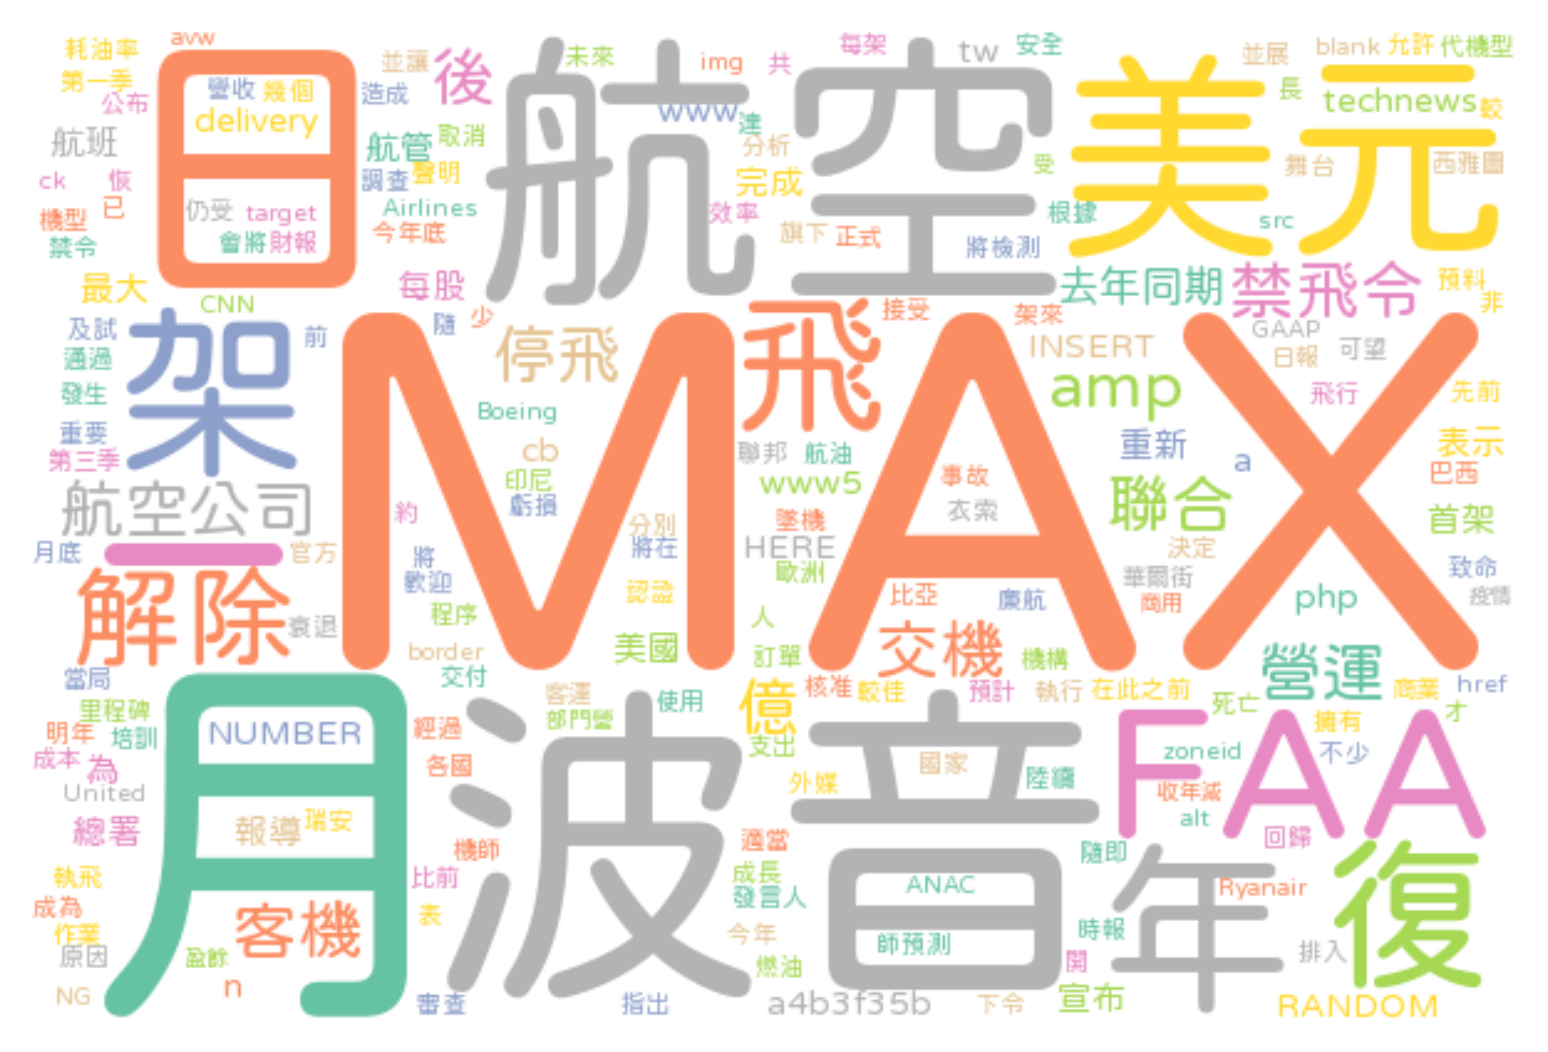 耗油率
avw
第一季
公布
豐收
幾個
delivery
並讓
後
造成
未來
img
共
每架
tw
安全
並展
blank
允許
代機型
長
technews
較
日
航空
美元
www
達
航班
航管
取消
分析
受
舞台
西雅圖
ck
恢
調查
聲明
完成
機型
已
仍受
target
Airlines
效率
根據
src
禁令
會將
財報
今年底
旗下
正式
將檢測
最大
CNN
每股
去年同期
禁飛令
預料
非
及試
架
前
隨
少
停飛
飛
接受
架來
INSERT
GAAP
日報
可望
通過
發生
MAX
amp
飛行
先前
重要
Boeing
第三季
cb
聯邦
航油
重新
a
表示
航空公司
印尼
虧損
www5
事故
聯合
巴西
約
分別
墜機
衣索
首架
月底
一
官方
將
將在
HERE
決定
致命
解除
歡迎
歐洲
華爾街
認證
比亞
廉航
商用
php
疫情
衰退
程序
人
border
美國
訂單
交機
機構
營運
當局
交付
客運
使用
億
核准
較佳
預計
執行
在此之前
死亡
商業
href
里程碑
月
NUMBER
經過
部門營
才
明年
培訓
波音
FAA
擁有
成本
為
各國
支出
國家
zoneid
不少
United
外媒
陸續
收年減
總署
報導
瑞安
alt
回歸
機師
適當
隨即
年
復
執飛
比前
成長
ANAC
Ryanair
成為
客機
表
發言人
作業
今年
師預測
時報
原因
盈餘
燃油
開
排入
NG
n
審查
指出
a4b3f35b
下令
宣布
RANDOM